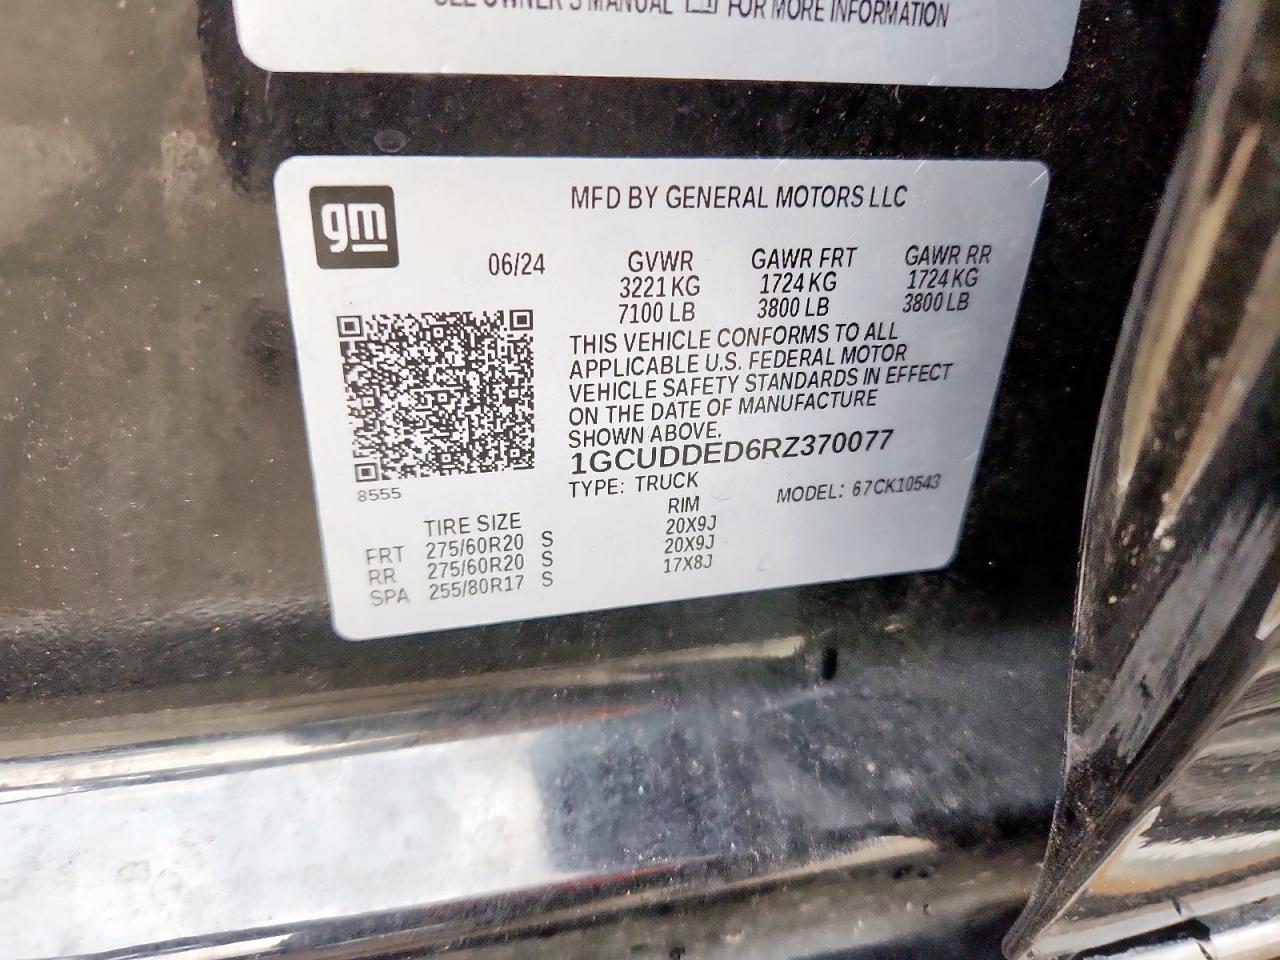 SEE OWNER'S MANUAL FOR MORE INFORMATION
gm
MFD BY GENERAL MOTORS LLC
06/24
GVWR GAWR FRT GAWR RR
3221 KG 1724 KG 1724 KG
7100 LB 3800 LB 3800 LB
THIS VEHICLE CONFORMS TO ALL
APPLICABLE U.S. FEDERAL MOTOR
VEHICLE SAFETY STANDARDS IN EFFECT
ON THE DATE OF MANUFACTURE
SHOWN ABOVE.
1GCUDDED6RZ370077
8555
TYPE: TRUCK MODEL: 67CK10543
TIRE SIZE RIM
FRT 275/60R20 S 20X9J
RR 275/60R20 S 20X9J
SPA 255/80R17 S 17X8J